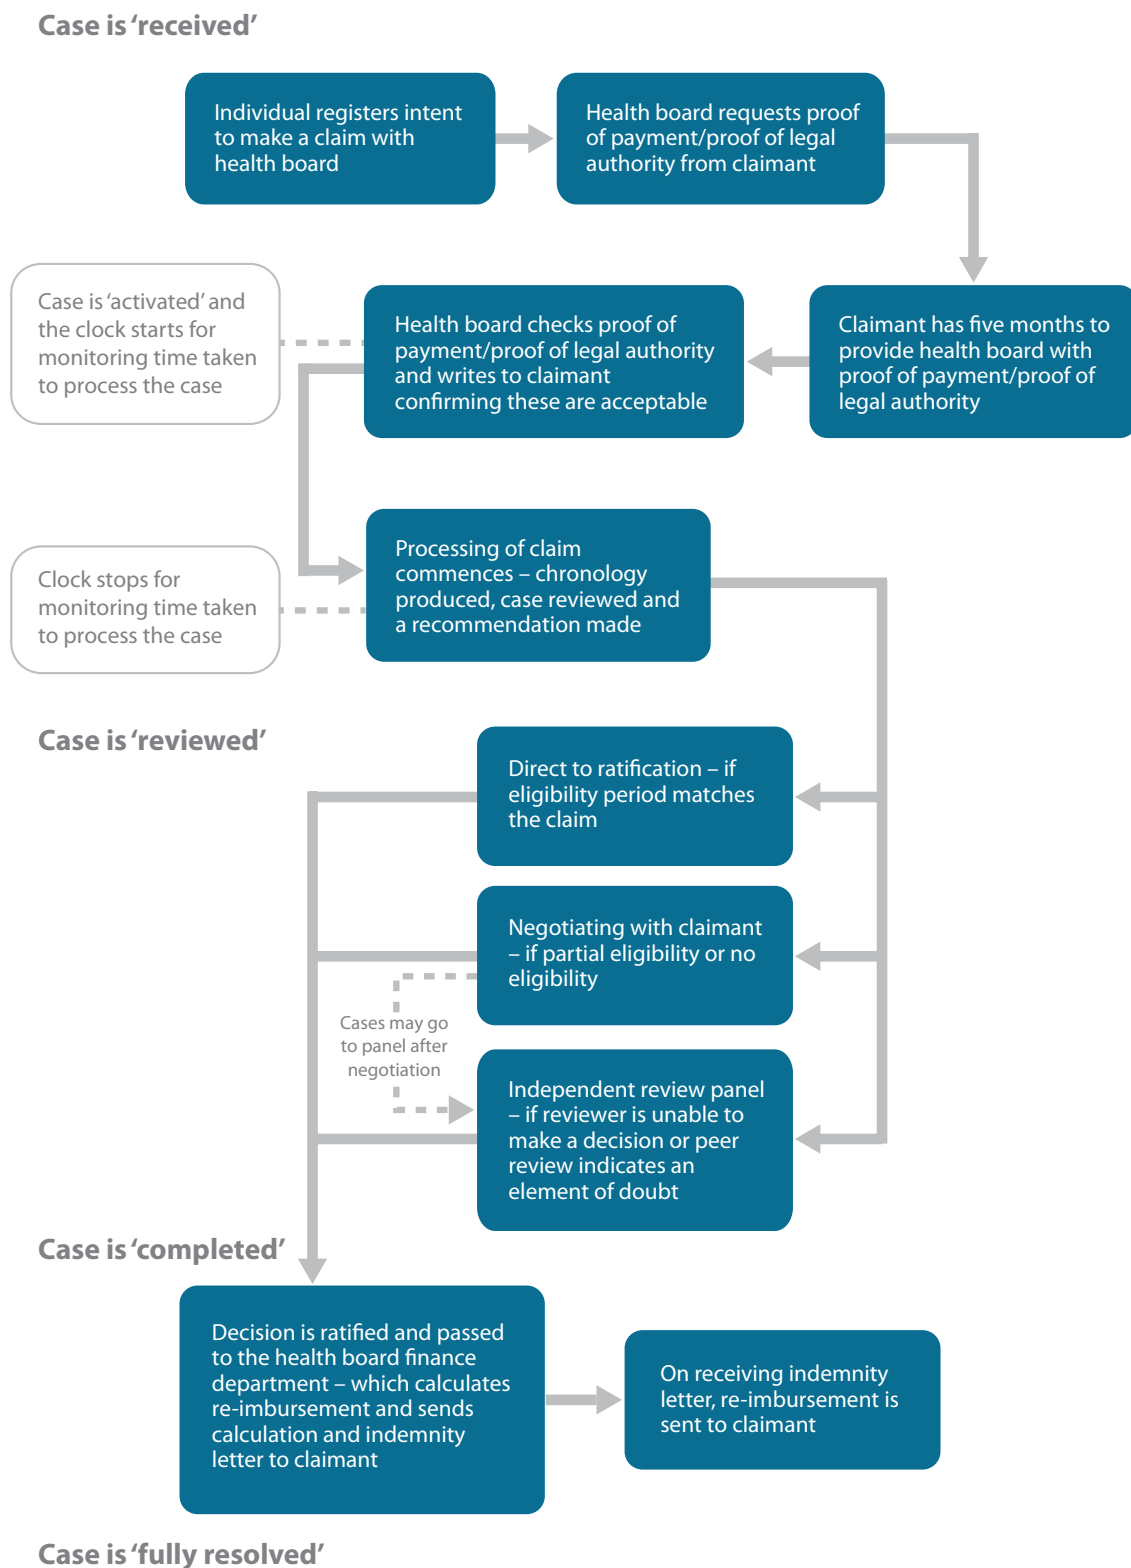 Case is ‘received’
Individual registers intent
to make a claim with
health board
Health board requests proof
of payment/proof of legal
authority from claimant
Claimant has five months to
provide health board with
proof of payment/proof of
legal authority
Health board checks proof of
payment/proof of legal authority
and writes to claimant
confirming these are acceptable
Case is ‘activated’ and
the clock starts for
monitoring time taken
to process the case
Processing of claim
commences – chronology
produced, case reviewed and
a recommendation made
Clock stops for
monitoring time taken
to process the case
Case is ‘reviewed’
Direct to ratification – if
eligibility period matches
the claim
Negotiating with claimant
– if partial eligibility or no
eligibility
Cases may go
to panel after
negotiation
Independent review panel
– if reviewer is unable to
make a decision or peer
review indicates an
element of doubt
Case is ‘completed’
Decision is ratified and passed
to the health board finance
department – which calculates
re-imbursement and sends
calculation and indemnity
letter to claimant
On receiving indemnity
letter, re-imbursement is
sent to claimant
Case is ‘fully resolved’